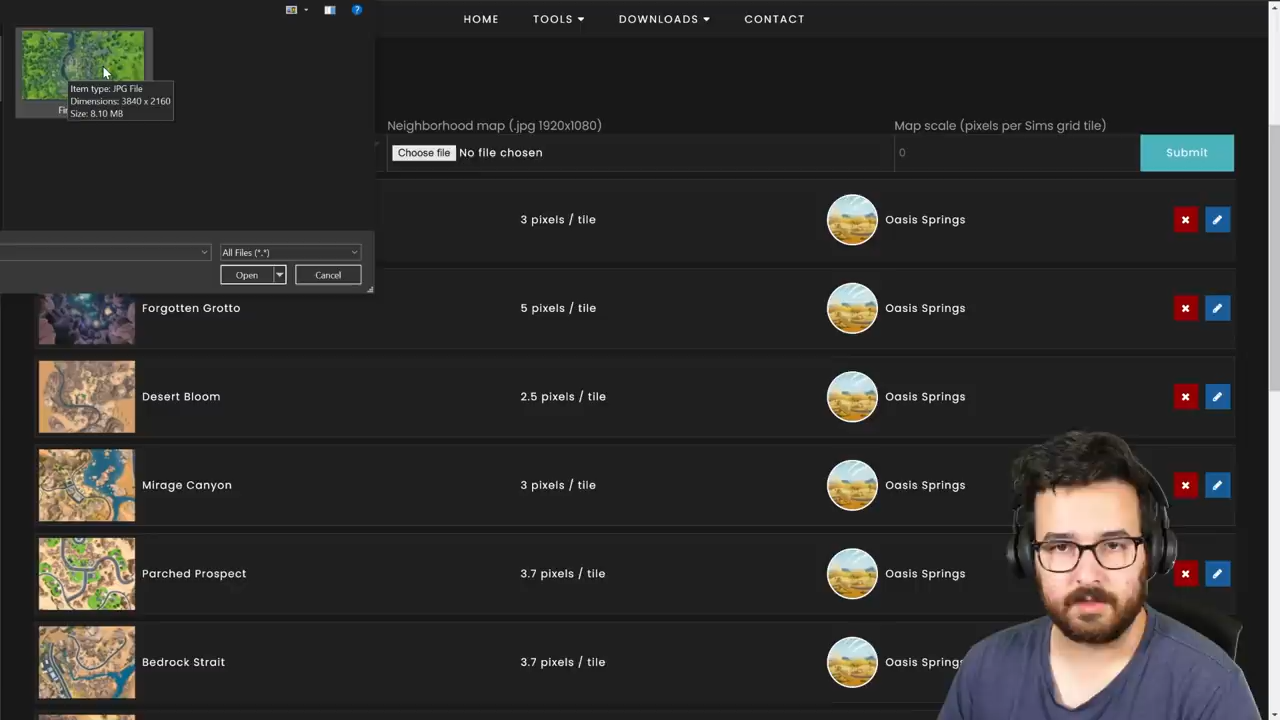 HOME
TOOLS
DOWNLOADS
CONTACT
Item type: JPG File
Dimensions: 3840 x 2160
Size: 8.10 MB
All Files (*.*)
Open
Cancel
Neighborhood map (.jpg 1920x1080)
Map scale (pixels per Sims grid tile)
Choose file
No file chosen
0
Submit
3 pixels / tile
Oasis Springs
Forgotten Grotto
5 pixels / tile
Oasis Springs
Desert Bloom
2.5 pixels / tile
Oasis Springs
Mirage Canyon
3 pixels / tile
Oasis Springs
Parched Prospect
3.7 pixels / tile
Oasis Springs
Bedrock Strait
3.7 pixels / tile
Oasis Springs